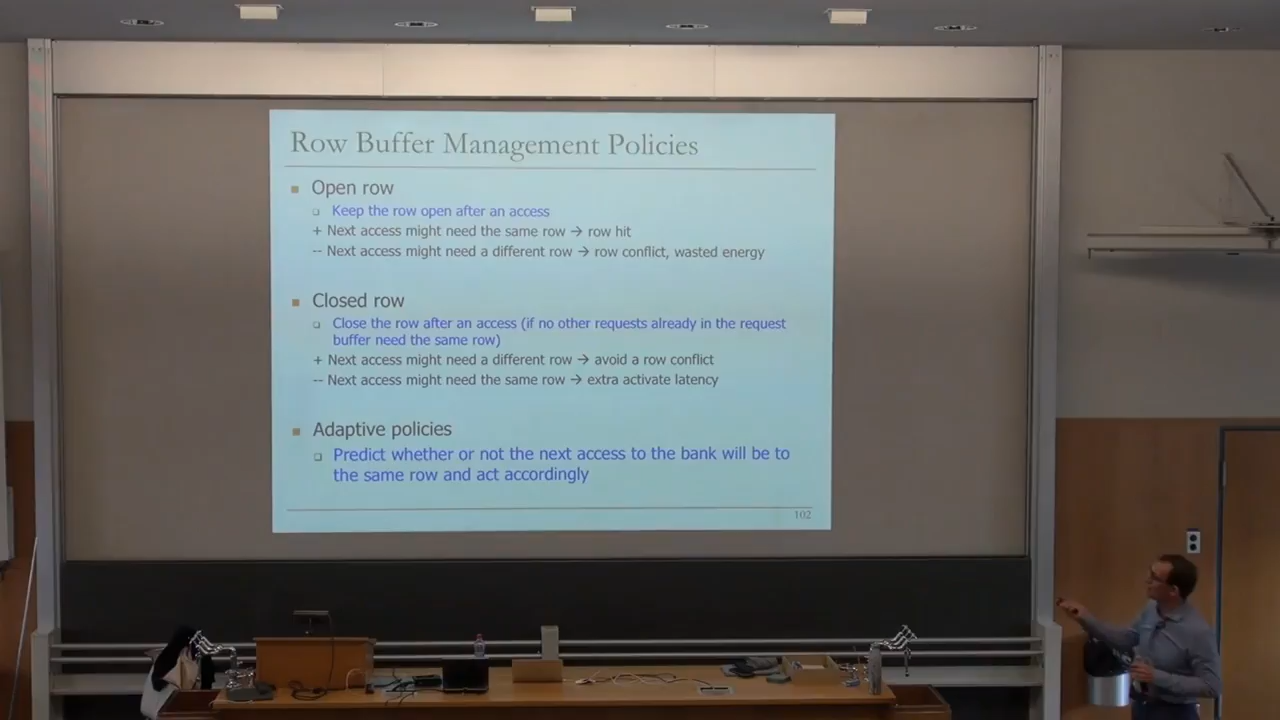 Row Buffer Management Policies
Open row
Keep the row open after an access
+ Next access might need the same row → row hit
-- Next access might need a different row → row conflict, wasted energy
Closed row
Close the row after an access (if no other requests already in the request
buffer need the same row)
+ Next access might need a different row → avoid a row conflict
-- Next access might need the same row → extra activate latency
Adaptive policies
Predict whether or not the next access to the bank will be to
the same row and act accordingly
102